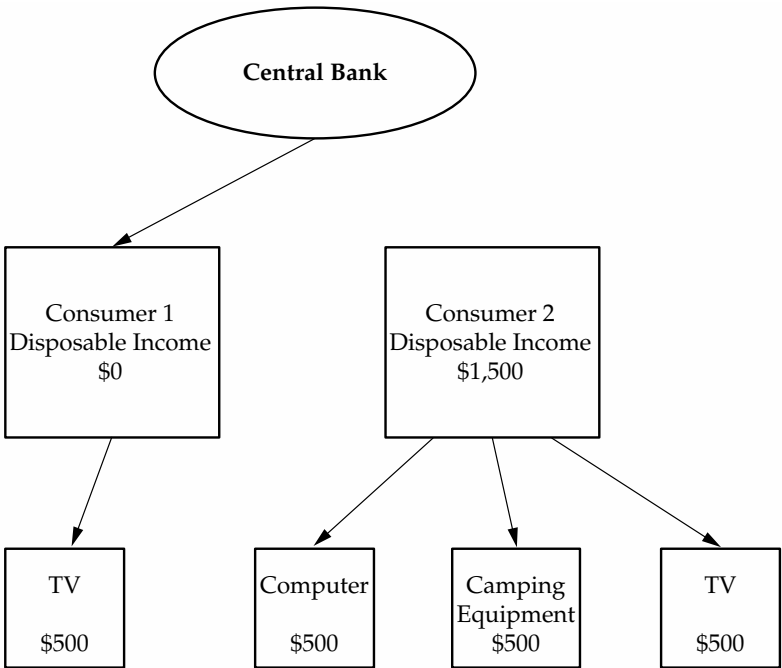 Central Bank
Consumer 1
Disposable Income
$0
Consumer 2
Disposable Income
$1,500
TV
$500
Computer
$500
Camping
Equipment
$500
TV
$500